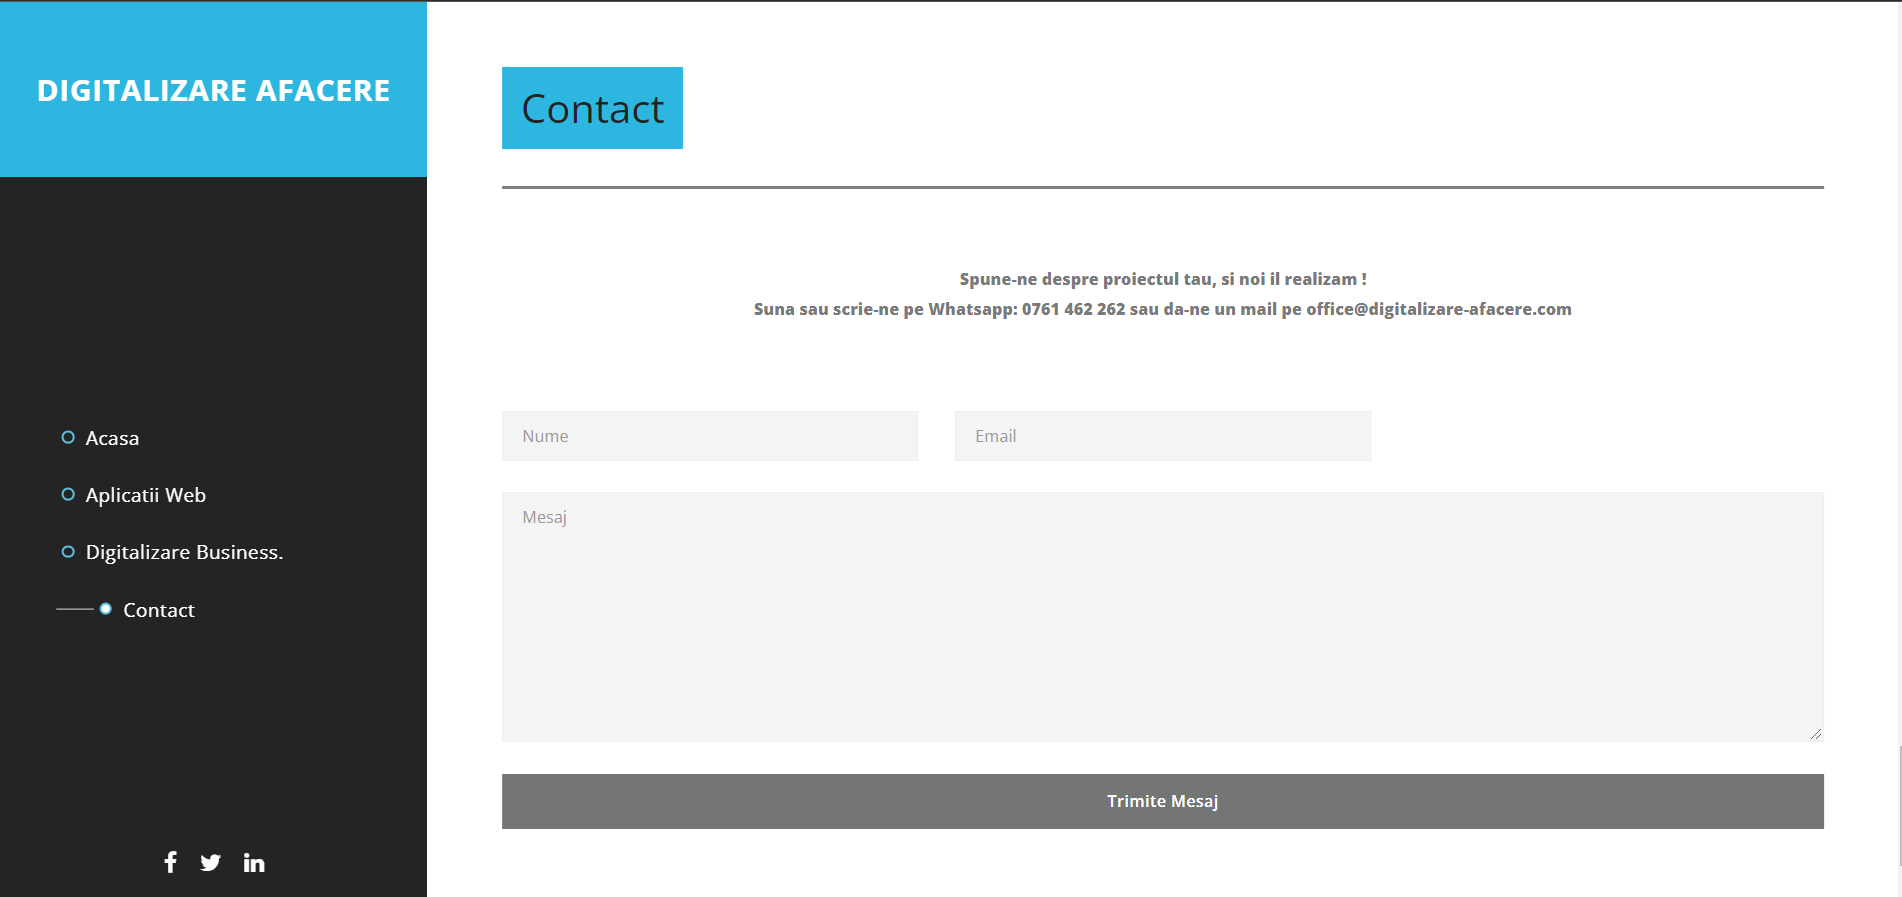 DIGITALIZARE AFACERE
Acasa
Aplicatii Web
Digitalizare Business.
Contact
Contact
Spune-ne despre proiectul tau, si noi il realizam !
Suna sau scrie-ne pe Whatsapp: 0761 462 262 sau da-ne un mail pe office@digitalizare-afacere.com
Nume
Email
Mesaj
Trimite Mesaj